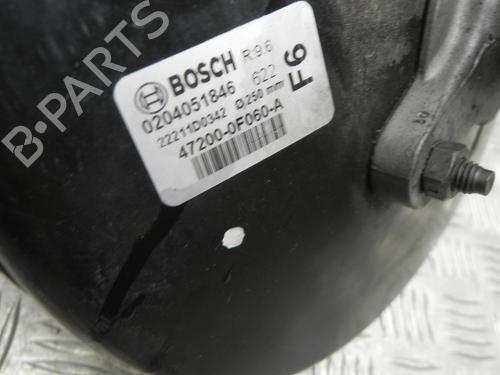 BOSCH R96
0204051846 622
22211D0342 Ø250 mm
47200-0F060-A
F6
B-PARTS